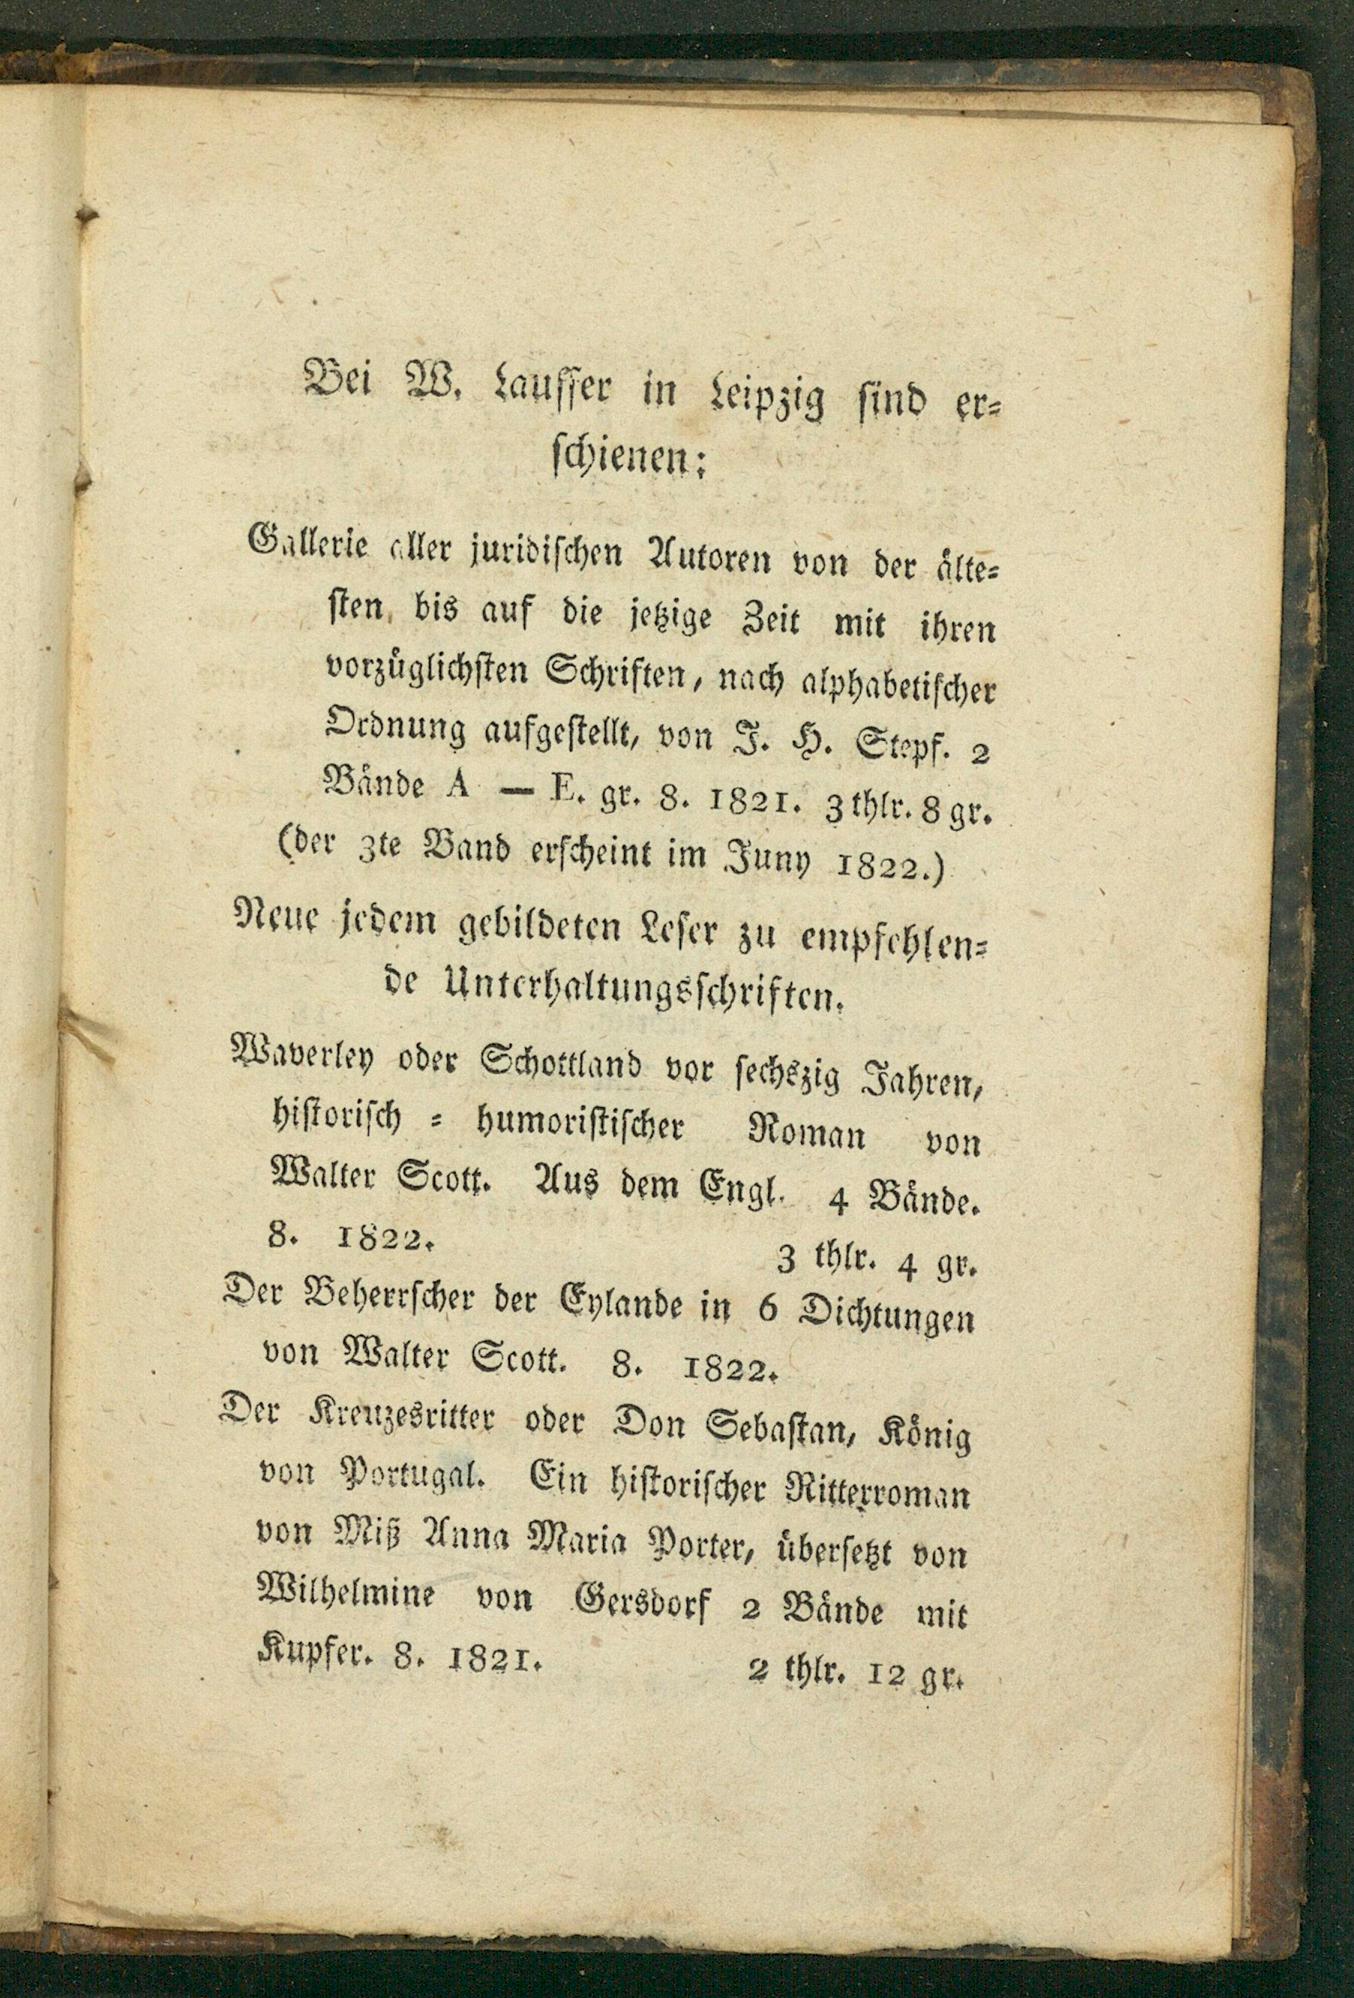 Bei W. Lauffer in Leipzig ſind er⸗
ſchienen:
Gallerie aller juridiſchen Autoren von der älte⸗
ſten bis auf die jetzige Zeit mit ihren
vorzüglichſten Schriften, nach alphabetiſcher
Ordnung aufgeſtellt, von J. H. Stepf. 2
Bände A — E. gr. 8. 1821. 3 thlr. 8 gr.
(der 3te Band erſcheint im Juny 1822.)
Neue jedem gebildeten Leſer zu empfehlen⸗
de Unterhaltungsſchriften.
Waverley oder Schottland vor ſechszig Jahren,
hiſtoriſch ⸗ humoriſtiſcher Roman von
Walter Scott. Aus dem Engl. 4 Bände.
8. 1822. 3 thlr. 4 gr.
Der Beherrſcher der Eylande in 6 Dichtungen
von Walter Scott. 8. 1822.
Der Kreuzesritter oder Don Sebaſtan, König
von Portugal. Ein hiſtoriſcher Ritterroman
von Miß Anna Maria Porter, überſetzt von
Wilhelmine von Gersdorf 2 Bände mit
Kupfer. 8. 1821. 2 thlr. 12 gr.